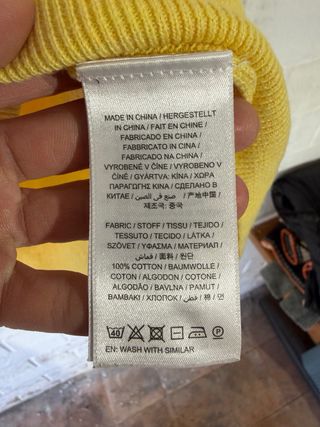 MADE IN CHINA / HERGESTELLT
IN CHINA / FAIT EN CHINE /
FABRICADO EN CHINA /
FABBRICATO IN CINA /
FABRICADO NA CHINA /
VYROBENÉ V ČÍNE / VYROBENO V
ČÍNĚ / GYÁRTVA: KÍNA / ΧΩΡΑ
ΠΑΡΑΓΩΓΗΣ ΚΙΝΑ / СДЕЛАНО В
КИТАЕ / صنع في الصين / 产地中国 /
제조국: 중국
FABRIC / STOFF / TISSU / TEJIDO /
TESSUTO / TECIDO / LÁTKA /
SZÖVET / ΥΦΑΣΜΑ / МАТЕРИАЛ /
قماش / 面料 / 원단
100% COTTON / BAUMWOLLE /
COTON / ALGODON / COTONE /
ALGODÃO / BAVLNA / PAMUT /
ΒΑΜΒΑΚΙ / ХЛОПОК / قطن / 棉 / 면
40 P
EN: WASH WITH SIMILAR